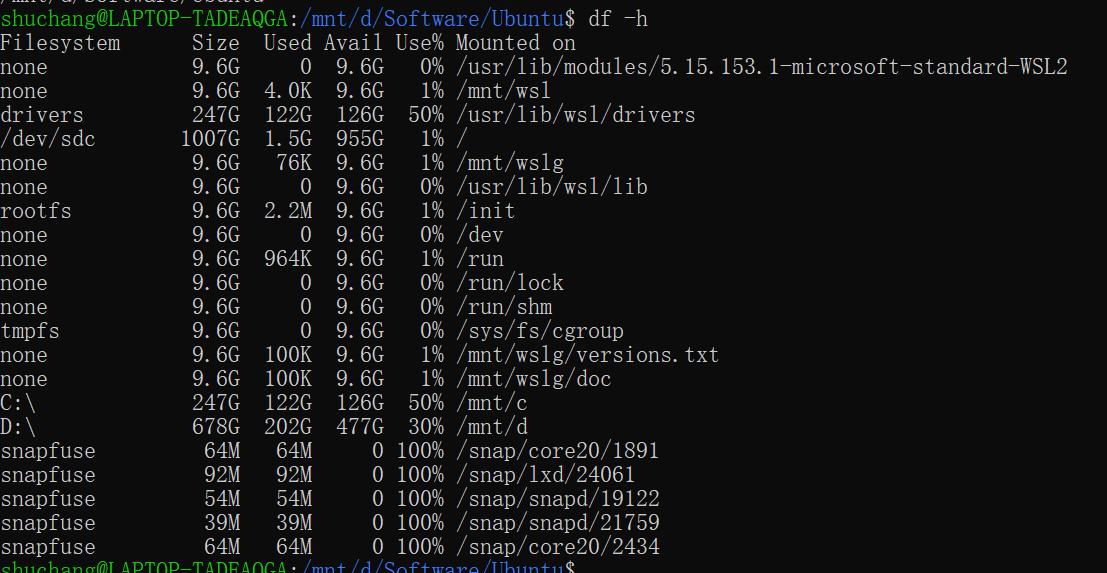 /mnt/d/Software/Ubuntu
shuchang@LAPTOP-TADEAQGA:/mnt/d/Software/Ubuntu$ df -h
Filesystem      Size  Used Avail Use% Mounted on
none            9.6G     0  9.6G   0% /usr/lib/modules/5.15.153.1-microsoft-standard-WSL2
none            9.6G  4.0K  9.6G   1% /mnt/wsl
drivers         247G  122G  126G  50% /usr/lib/wsl/drivers
/dev/sdc       1007G  1.5G  955G   1% /
none            9.6G   76K  9.6G   1% /mnt/wslg
none            9.6G     0  9.6G   0% /usr/lib/wsl/lib
rootfs          9.6G  2.2M  9.6G   1% /init
none            9.6G     0  9.6G   0% /dev
none            9.6G  964K  9.6G   1% /run
none            9.6G     0  9.6G   0% /run/lock
none            9.6G     0  9.6G   0% /run/shm
tmpfs           9.6G     0  9.6G   0% /sys/fs/cgroup
none            9.6G  100K  9.6G   1% /mnt/wslg/versions.txt
none            9.6G  100K  9.6G   1% /mnt/wslg/doc
C:\             247G  122G  126G  50% /mnt/c
D:\             678G  202G  477G  30% /mnt/d
snapfuse         64M   64M     0 100% /snap/core20/1891
snapfuse         92M   92M     0 100% /snap/lxd/24061
snapfuse         54M   54M     0 100% /snap/snapd/19122
snapfuse         39M   39M     0 100% /snap/snapd/21759
snapfuse         64M   64M     0 100% /snap/core20/2434
shuchang@LAPTOP-TADEAQGA:/mnt/d/Software/Ubuntu$